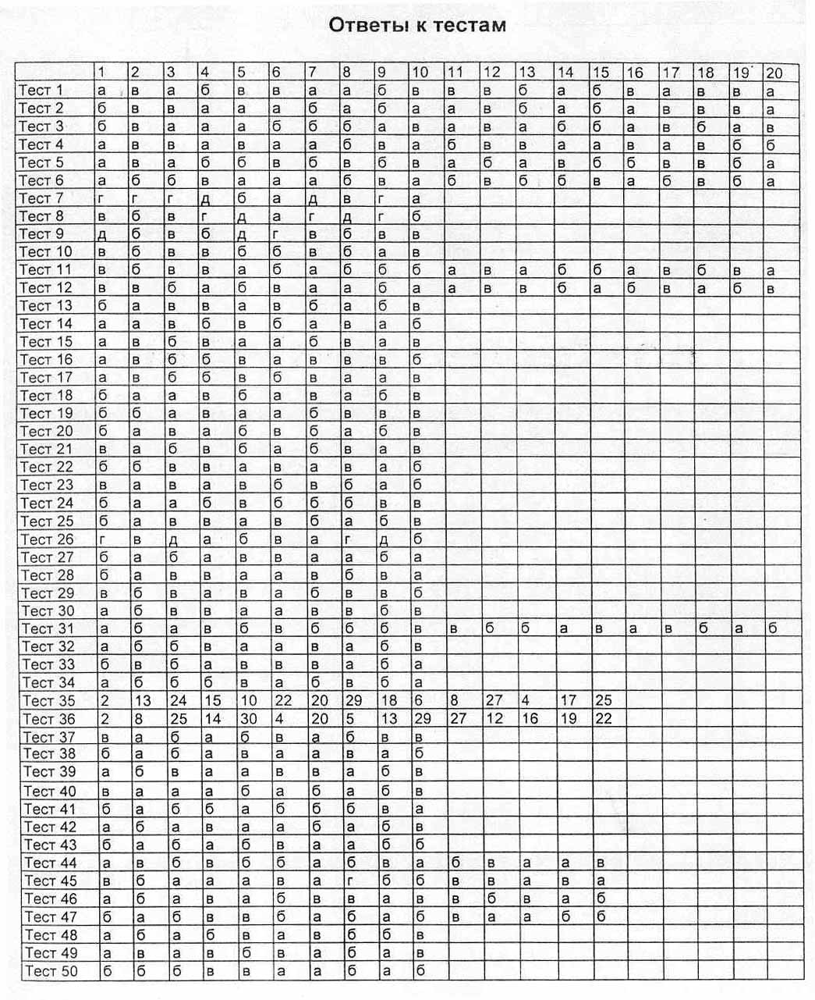 Ответы к тестам
1 2 3 4 5 6 7 8 9 10 11 12 13 14 15 16 17 18 19 20
Тест 1 а в а б в в а а б в в в б а б в а в в а
Тест 2 б в в а а а б а б а а в б а б а в в в а
Тест 3 б в а а а б б б а в а в а б б а в б а в
Тест 4 а в в а в а а б в а б в в а а в а в б б
Тест 5 а в а б б в б в б в а б а в б б в в б а
Тест 6 а б б в а а а б в а б в б б в а б в б а
Тест 7 г г г д б а д в г а
Тест 8 в б в г д а г д г б
Тест 9 д б в б д г в б в в
Тест 10 в б в в б б в б а в
Тест 11 в б в в а б а б б б а в а б б а в б в а
Тест 12 в в б а б в а а б а а в в б а б в а б в
Тест 13 б а в в а в б а б в
Тест 14 а а в б в б а в а б
Тест 15 а в б в а а б в а в
Тест 16 а в б б в а в в в б
Тест 17 а в б б в б в а а в
Тест 18 б а а в б а в а б в
Тест 19 б б а в а а б в в в
Тест 20 б а в а б в б а б в
Тест 21 в а б в б а б в а в
Тест 22 б б в в а в а в а б
Тест 23 в а в а в б в б а б
Тест 24 б а а б в б б б в в
Тест 25 б а в в а в б а б в
Тест 26 г в д а б в а г д б
Тест 27 б а б а в в а а б а
Тест 28 б а в в а а в б в а
Тест 29 в б в а в а б в в б
Тест 30 а б в в а а в в б в
Тест 31 а б а в б в б б б в в б б а в а в б а б
Тест 32 а б б в а а в а б в
Тест 33 б в б а в в в а б а
Тест 34 а б б б в а б в б а
Тест 35 2 13 24 15 10 22 20 29 18 6 8 27 4 17 25
Тест 36 2 8 25 14 30 4 20 5 13 29 27 12 16 19 22
Тест 37 в а б а б в а б в в
Тест 38 б а б а в а а в а б
Тест 39 а б в а а в в а б в
Тест 40 в а а а б а б а б в
Тест 41 б а б б а б б б в а
Тест 42 а б а в а а б а б в
Тест 43 б а б а б в а а б б
Тест 44 а в б в б б а б в а б в а а в
Тест 45 в б а а а в а г б б в в а в а
Тест 46 а б а в а б в в а в в б в а б
Тест 47 б а б в в б а б а б в а а б б
Тест 48 а б а б в а в б б в
Тест 49 а в а в б в а б а в
Тест 50 б б б в в а а б а б